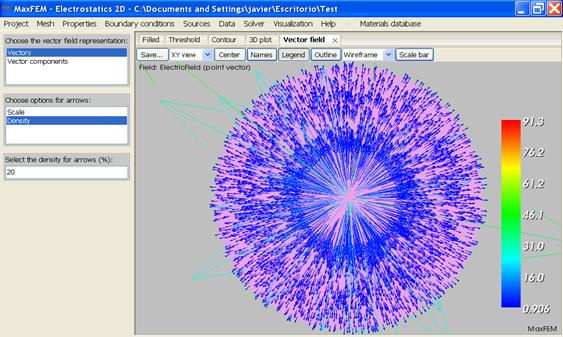 MaxFEM - Electrostatics 2D - C:\Documents and Settings\javier\Escritorio\Test
Project Mesh Properties Boundary conditions Sources Data Solver Visualization Help Materials database
Choose the vector field representation:
Vectors
Vector components
Choose options for arrows:
Scale
Density
Select the density for arrows (%):
20
Filled Threshold Contour 3D plot Vector field
Save... XY view Center Names Legend Outline Wireframe Scale bar
Field: ElectricField (point vector)
91.3
76.2
61.2
46.1
31.0
16.0
0.906
MaxFEM